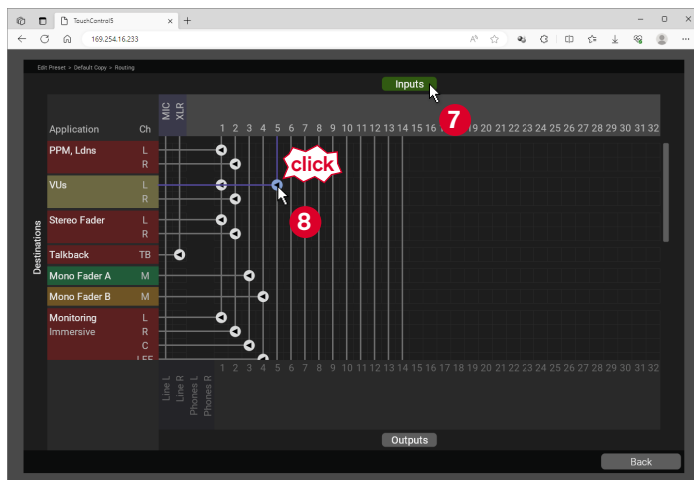 TouchControl5
169.254.16.233
Edit Preset > Default Copy > Routing
Inputs
7
MIC
XLR
Application Ch 1 2 3 4 5 6 7 8 9 10 11 12 13 14 15 16 17 18 19 20 21 22 23 24 25 26 27 28 29 30 31 32
PPM, Ldns L
R
click
VUs L
R
8
Stereo Fader L
R
Destinations
Talkback TB
Mono Fader A M
Mono Fader B M
Monitoring L
Immersive R
C
LFE
1 2 3 4 5 6 7 8 9 10 11 12 13 14 15 16 17 18 19 20 21 22 23 24 25 26 27 28 29 30 31 32
Line L
Line R
Phones L
Phones R
Outputs
Back